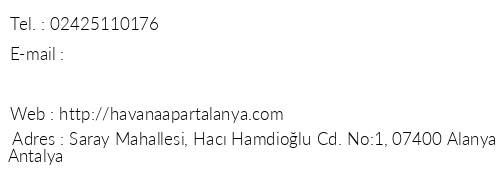 Tel. : 02425110176
E-mail :
Web : http://havanaapartalanya.com
Adres : Saray Mahallesi, Hacı Hamdioğlu Cd. No:1, 07400 Alanya
Antalya